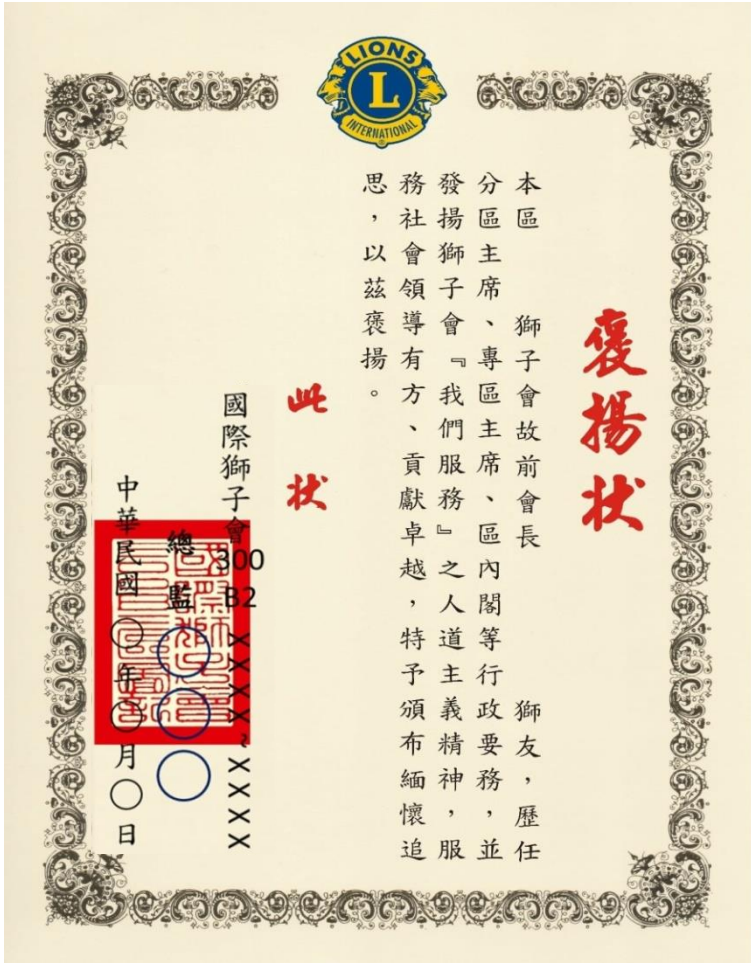 LIONS
L
INTERNATIONAL
褒揚狀
本區 獅子會故前會長 獅友，歷任
分區主席、專區主席、區內閣等行政要務，並
發揚獅子會『我們服務』之人道主義精神，服
務社會領導有方、貢獻卓越，特予頒布緬懷追
思，以茲褒揚。
此狀
國際獅子會300 B2 XXXX~XXXX
總監〇〇〇
中華民國〇年〇月〇日